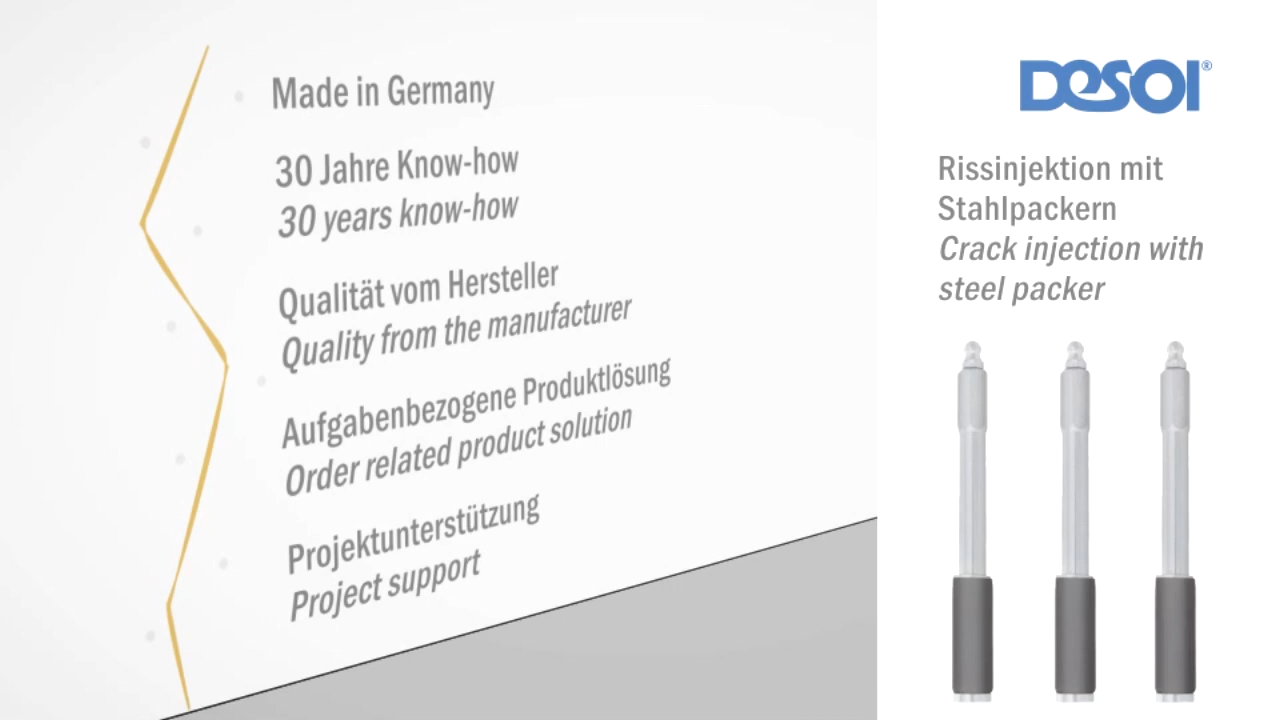 Made in Germany
30 Jahre Know-how
30 years know-how
Qualität vom Hersteller
Quality from the manufacturer
Aufgabenbezogene Produktlösung
Order related product solution
Projektunterstützung
Project support
DESOI®
Rissinjektion mit
Stahlpackern
Crack injection with
steel packer